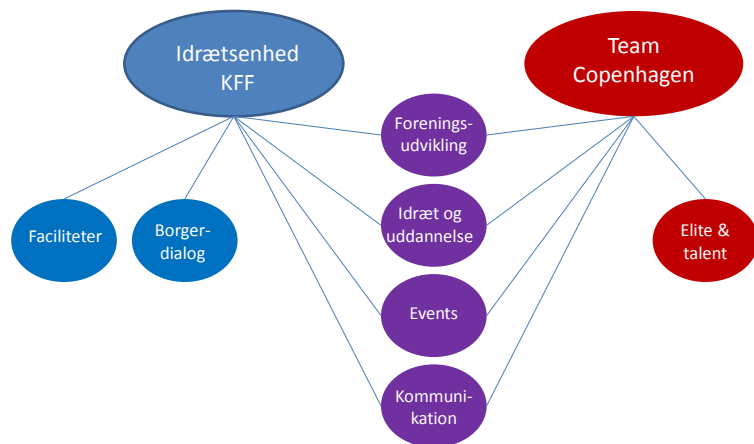 Idrætsenhed
KFF
Team
Copenhagen
Forenings-
udvikling
Faciliteter
Borger-
dialog
Idræt og
uddannelse
Elite &
talent
Events
Kommuni-
kation